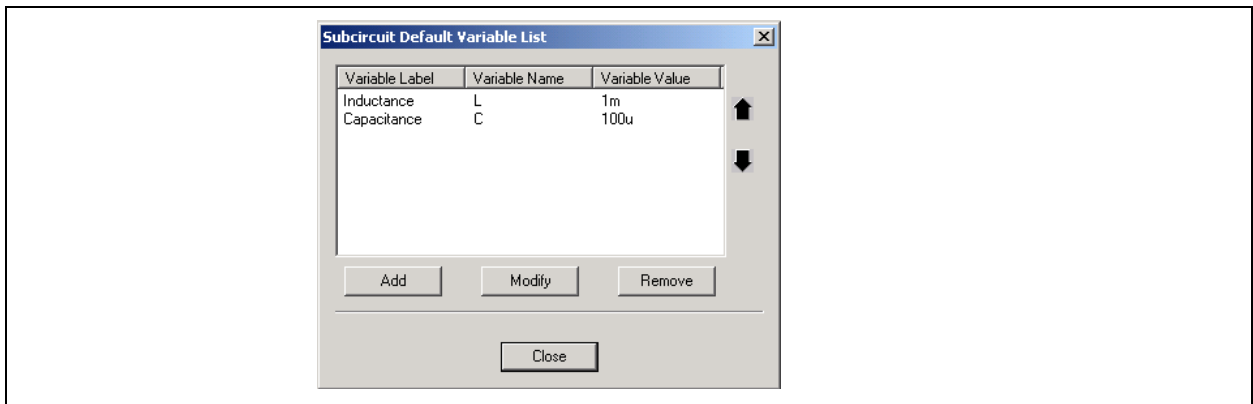 Subcircuit Default Variable List
Variable Label Variable Name Variable Value
Inductance L 1m
Capacitance C 100u
Add Modify Remove
Close